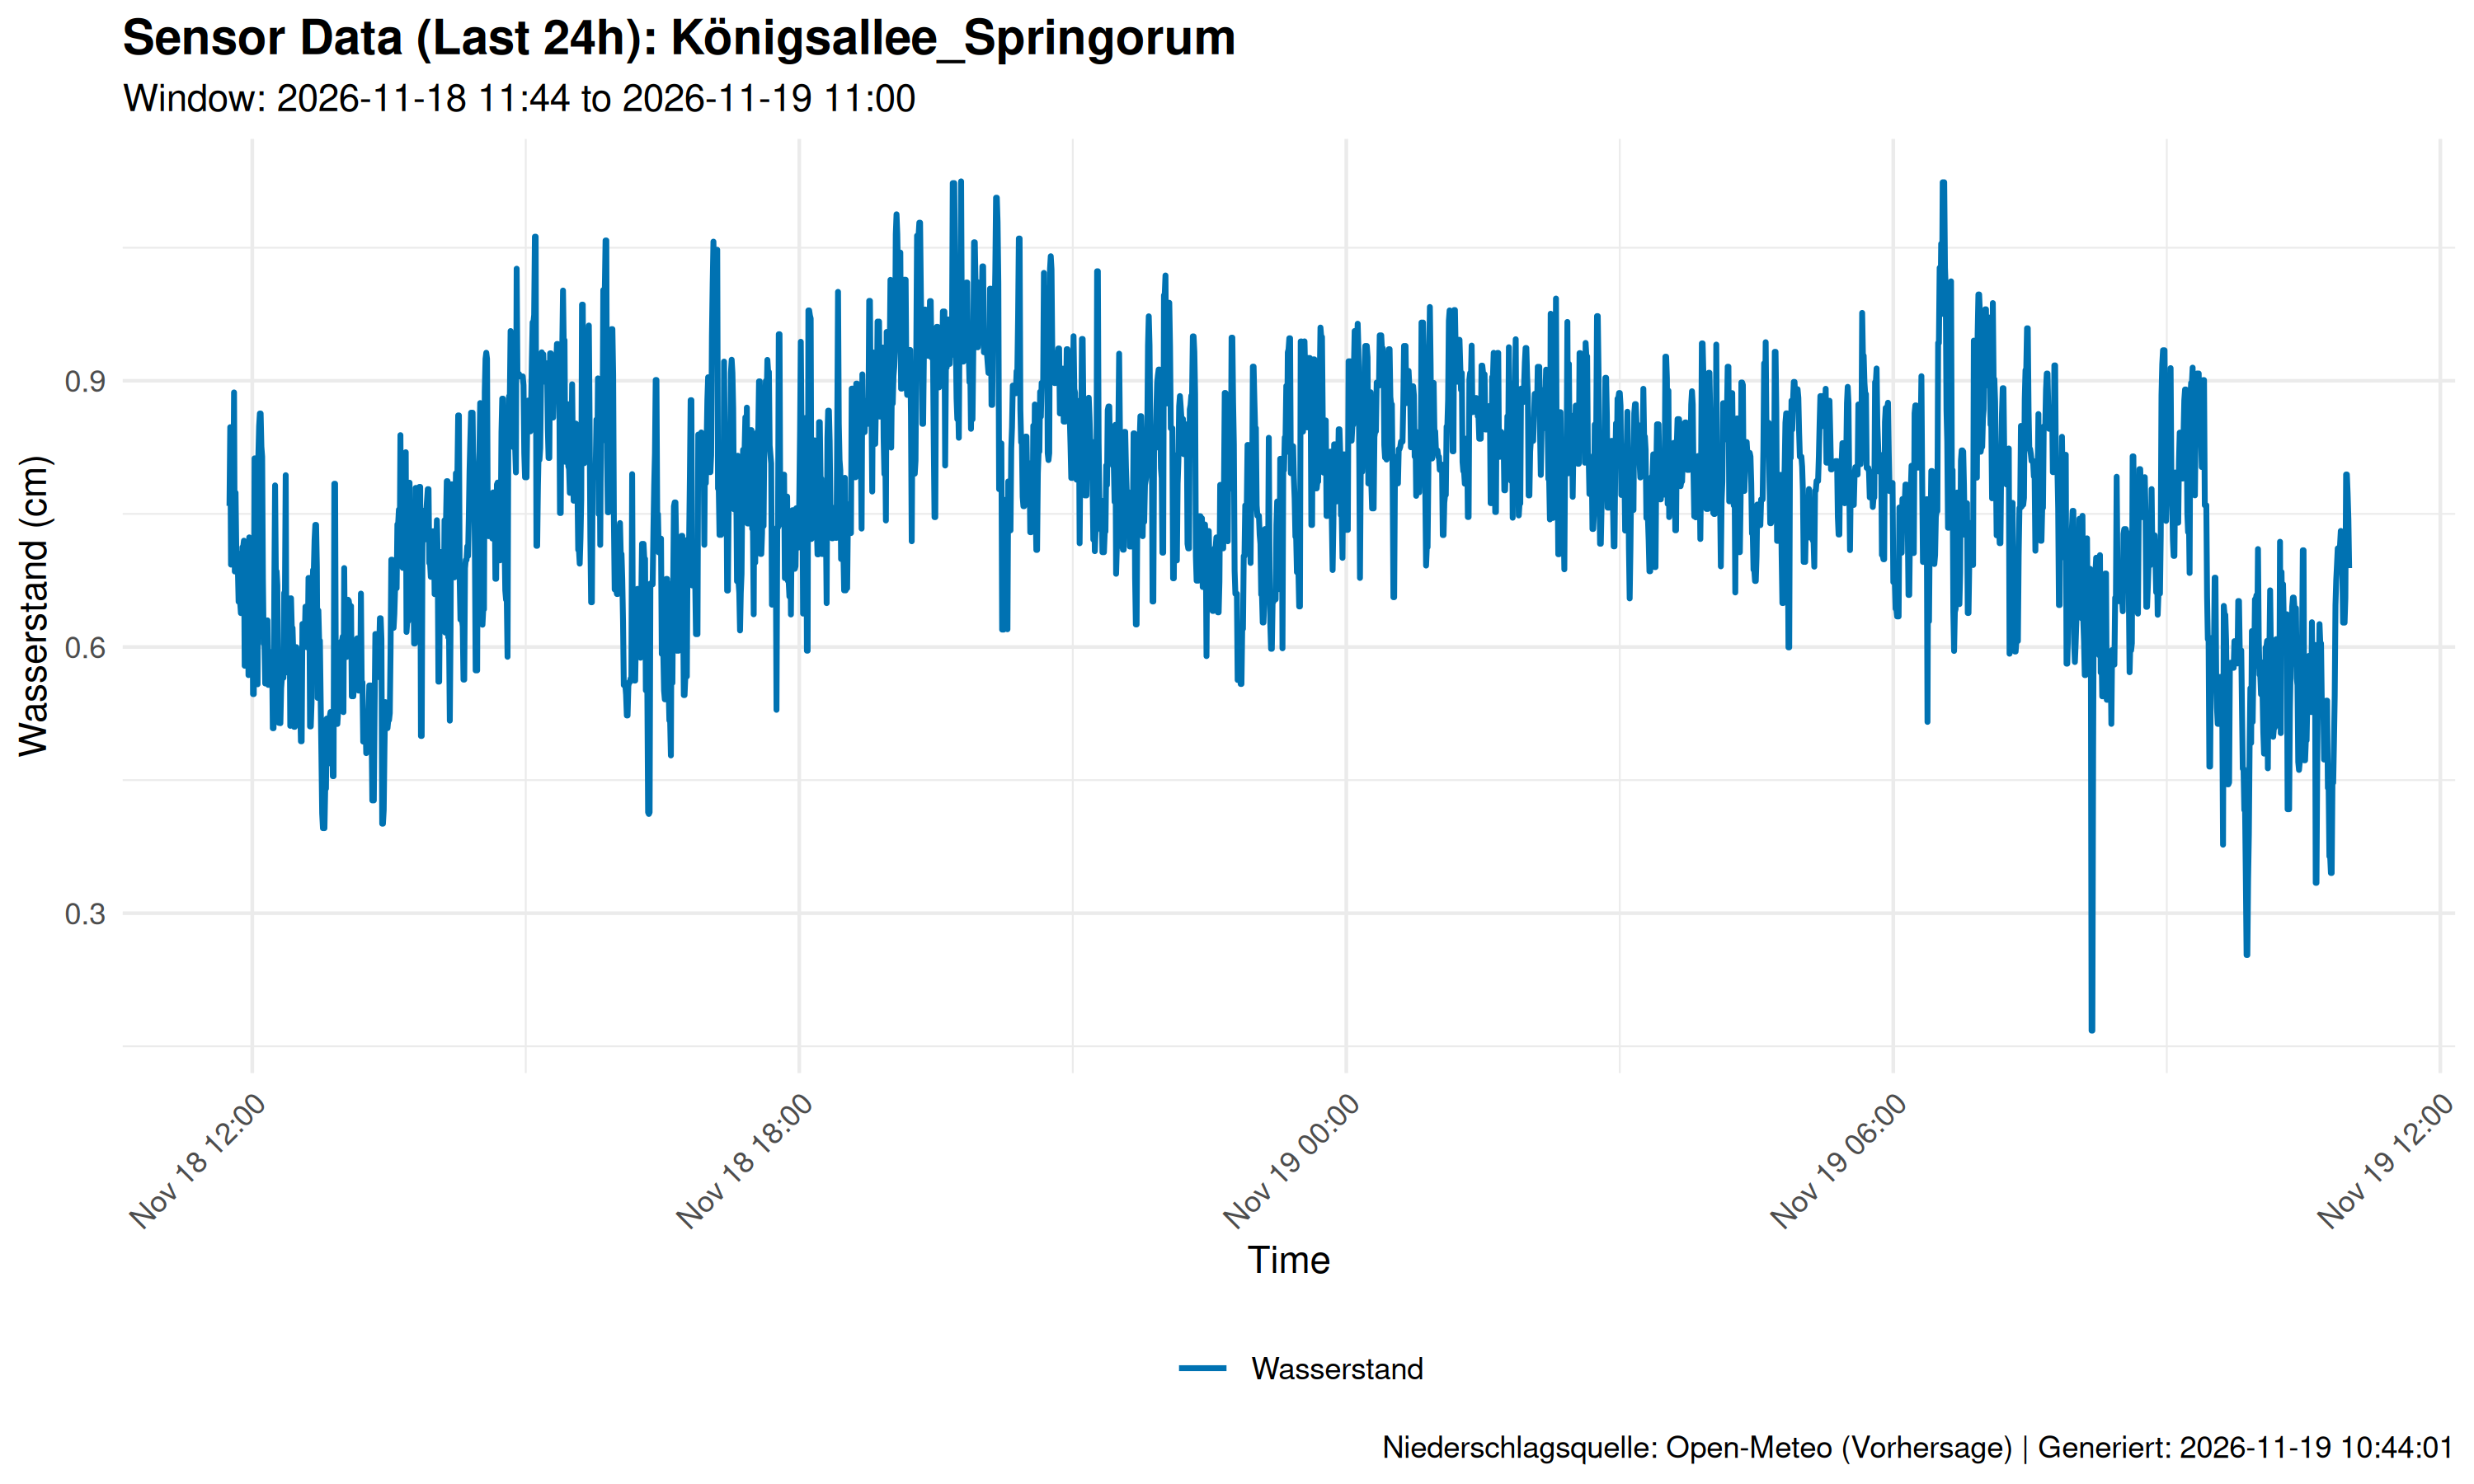 Sensor Data (Last 24h): Königsallee_Springorum
Window: 2026-11-18 11:44 to 2026-11-19 11:00
Wasserstand (cm)
0.9
0.6
0.3
Nov 18 12:00
Nov 18 18:00
Nov 19 00:00
Nov 19 06:00
Nov 19 12:00
Time
Wasserstand
Niederschlagsquelle: Open-Meteo (Vorhersage) | Generiert: 2026-11-19 10:44:01